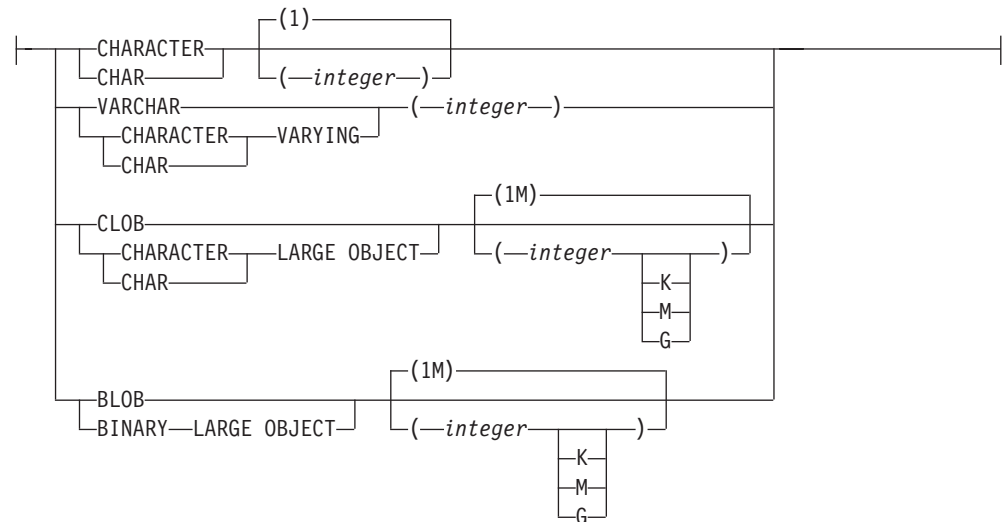 (1)
CHARACTER
CHAR ( integer )
VARCHAR ( integer )
CHARACTER VARYING
CHAR
(1M)
CLOB
CHARACTER LARGE OBJECT ( integer )
CHAR K
M
G
(1M)
BLOB
BINARY LARGE OBJECT ( integer )
K
M
G